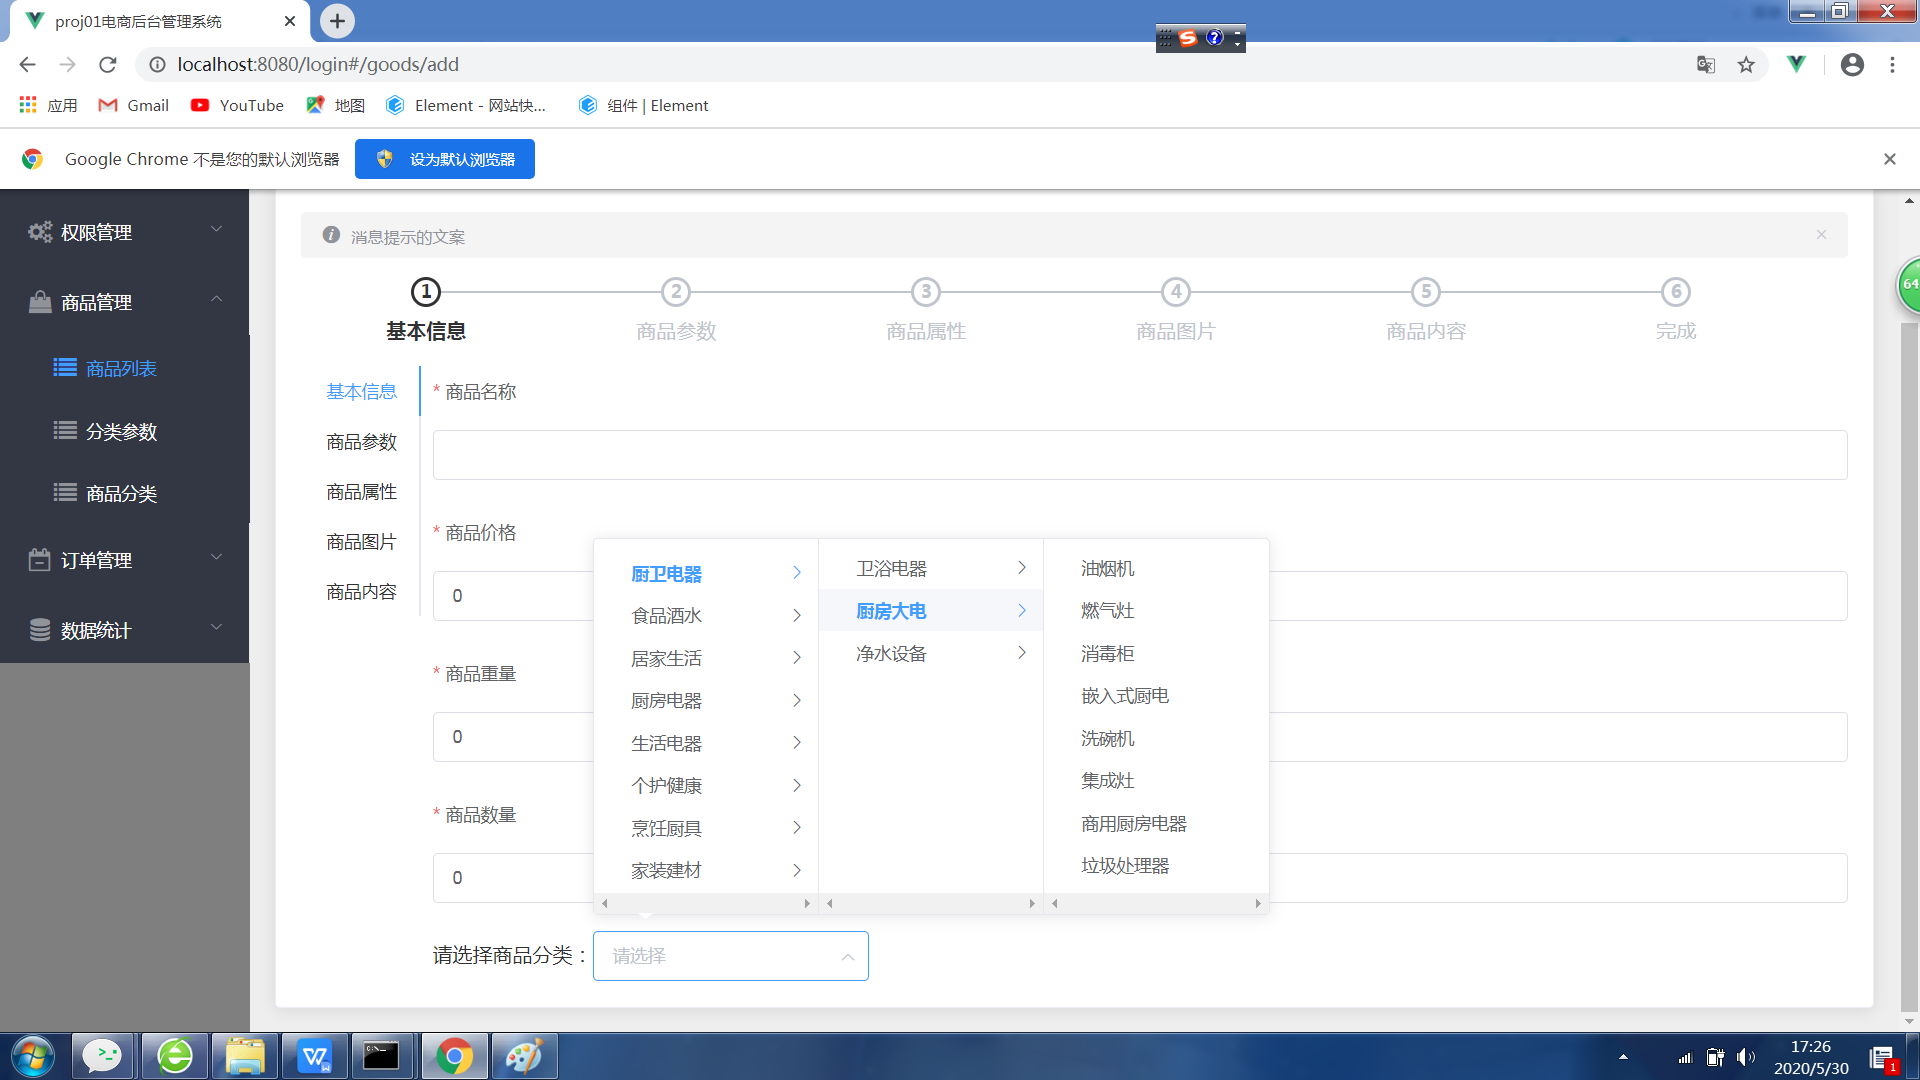 proj01电商后台管理系统
localhost:8080/login#/goods/add
应用 Gmail YouTube 地图 Element - 网站快... 组件 | Element
Google Chrome 不是您的默认浏览器 设为默认浏览器
权限管理
商品管理
商品列表
分类参数
商品分类
订单管理
数据统计
消息提示的文案
1 2 3 4 5 6
基本信息 商品参数 商品属性 商品图片 商品内容 完成
64
基本信息
商品参数
商品属性
商品图片
商品内容
* 商品名称
* 商品价格
0
* 商品重量
0
* 商品数量
0
厨卫电器
食品酒水
居家生活
厨房电器
生活电器
个护健康
烹饪厨具
家装建材
卫浴电器
厨房大电
净水设备
油烟机
燃气灶
消毒柜
嵌入式厨电
洗碗机
集成灶
商用厨房电器
垃圾处理器
请选择商品分类： 请选择
17:26
2020/5/30
1